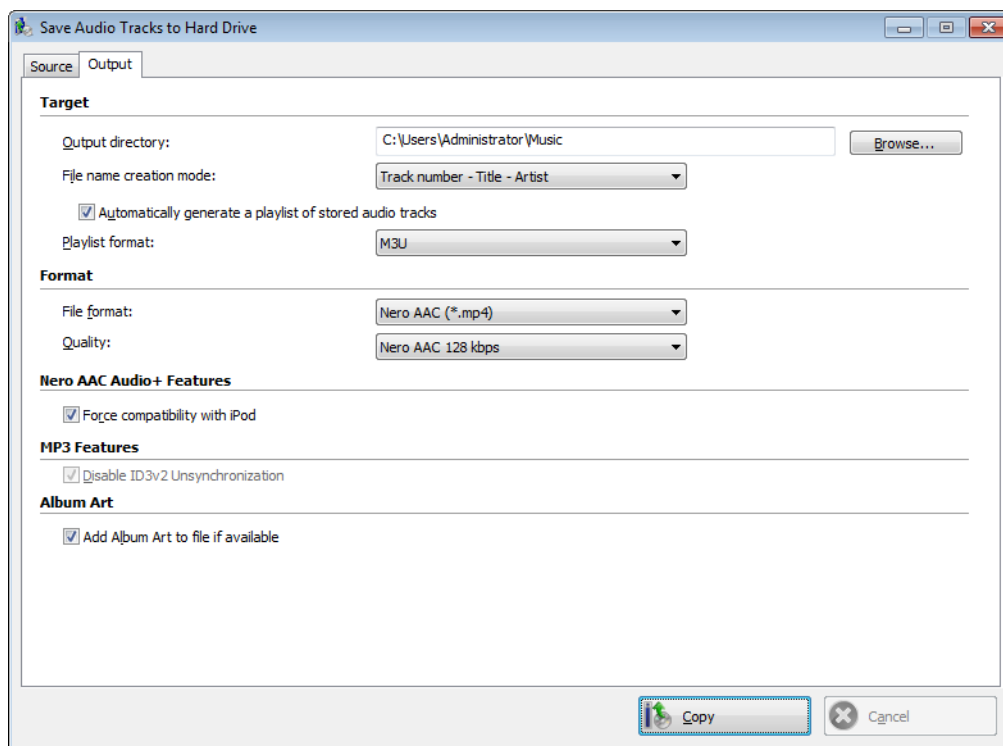 Save Audio Tracks to Hard Drive
Source Output
Target
Output directory: C:\Users\Administrator\Music Browse...
File name creation mode: Track number - Title - Artist
Automatically generate a playlist of stored audio tracks
Playlist format: M3U
Format
File format: Nero AAC (*.mp4)
Quality: Nero AAC 128 kbps
Nero AAC Audio+ Features
Force compatibility with iPod
MP3 Features
Disable ID3v2 Unsynchronization
Album Art
Add Album Art to file if available
Copy Cancel